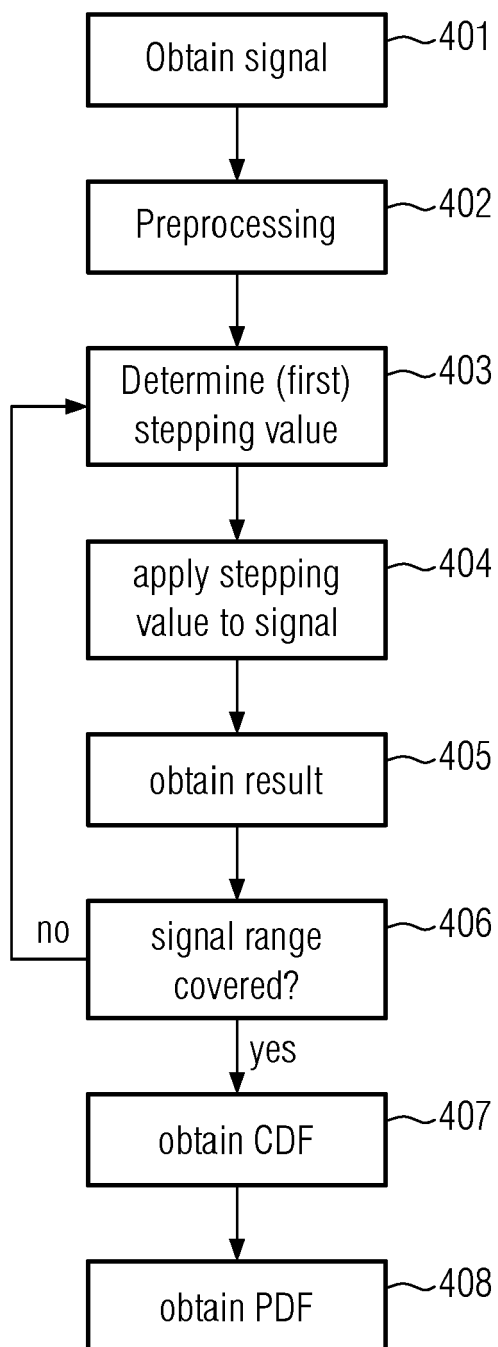 Obtain signal
401
Preprocessing
402
Determine (first)
stepping value
403
apply stepping
value to signal
404
obtain result
405
signal range
covered?
406
no
yes
obtain CDF
407
obtain PDF
408